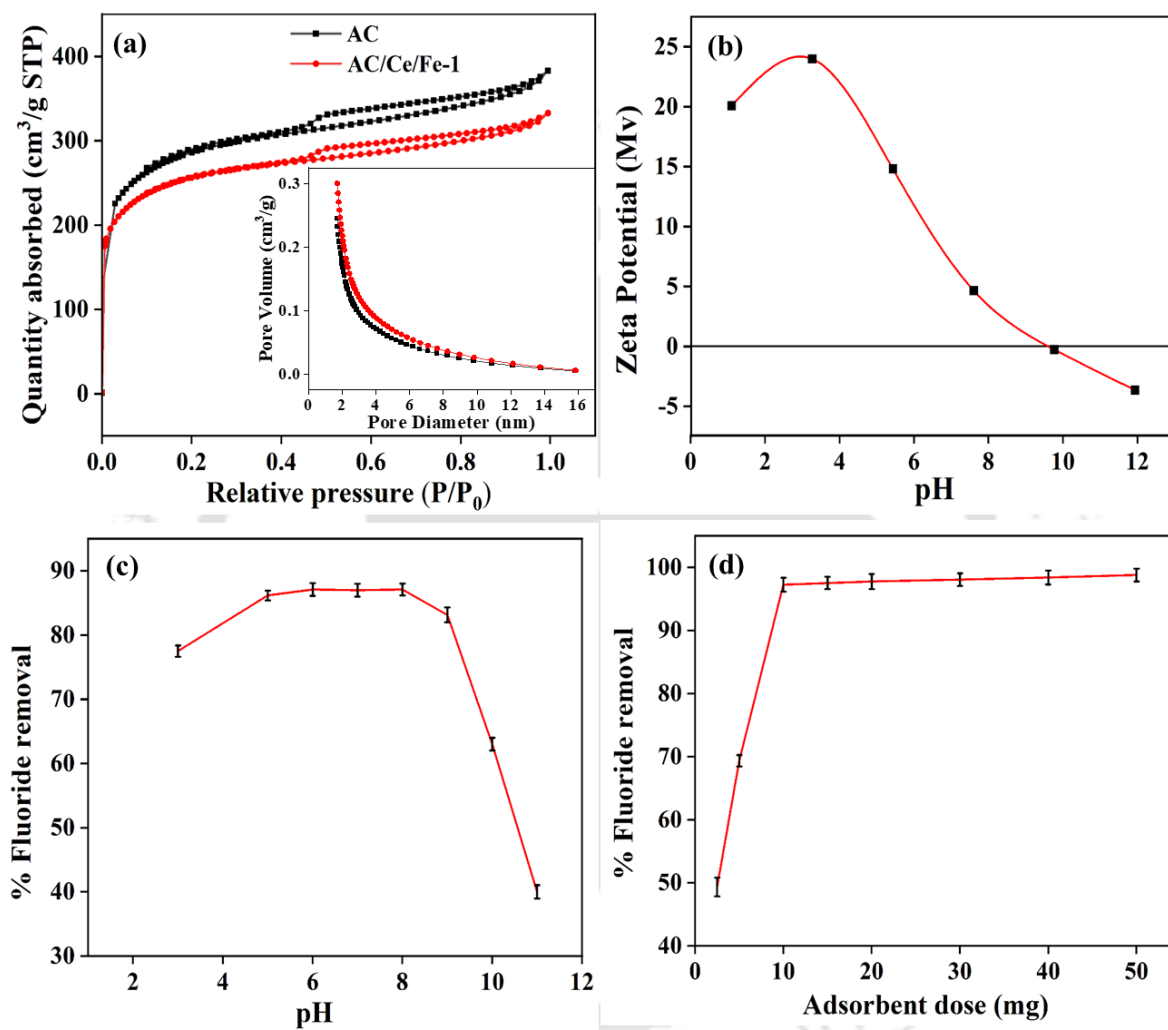 (a)
AC
AC/Ce/Fe-1
Quantity absorbed (cm³/g STP)
400
300
200
100
0
0.0 0.2 0.4 0.6 0.8 1.0
Relative pressure (P/P₀)
Pore Volume (cm³/g)
0.3
0.2
0.1
0.0
0 2 4 6 8 10 12 14 16
Pore Diameter (nm)
(b)
Zeta Potential (Mv)
25
20
15
10
5
0
-5
0 2 4 6 8 10 12
pH
(c)
% Fluoride removal
90
80
70
60
50
40
30
2 4 6 8 10 12
pH
(d)
% Fluoride removal
100
90
80
70
60
50
40
0 10 20 30 40 50
Adsorbent dose (mg)